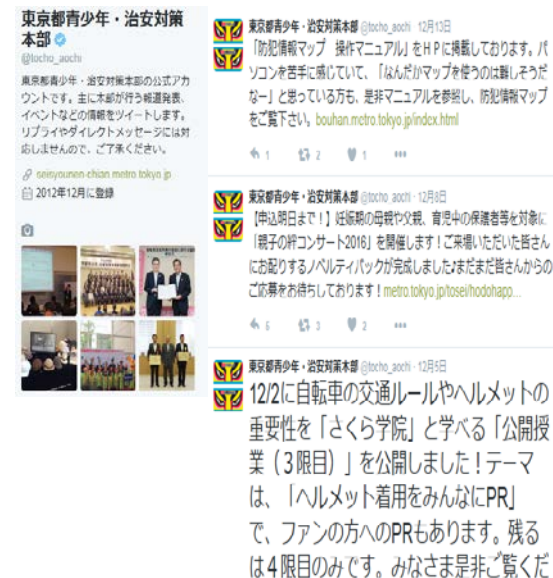 東京都青少年・治安対策
本部
@tocho_aochi
東京都青少年・治安対策本部の公式アカ
ウントです。主に本部が行う報道発表、
イベントなどの情報をツイートします。
リプライやダイレクトメッセージには対
応しませんので、ご了承ください。
seisyounen-chian.metro.tokyo.jp
2012年12月に登録
東京都青少年・治安対策本部 @tocho_aochi · 12月13日
「防犯情報マップ 操作マニュアル」をＨＰに掲載しております。パ
ソコンを苦手に感じていて、「なんだかマップを使うのは難しそうだ
なー」と思っている方も、是非マニュアルを参照し、防犯情報マップ
をご覧下さい。bouhan.metro.tokyo.jp/index.html
1 2 1
東京都青少年・治安対策本部 @tocho_aochi · 12月8日
【申込明日まで！】妊娠期の母親や父親、育児中の保護者等を対象に
「親子の絆コンサート2016」を開催します！ご来場いただいた皆さん
にお配りするノベルティパックが完成しました♪まだまだ皆さんからの
ご応募をお待ちしております！metro.tokyo.jp/tosei/hodohapp...
6 3 2
東京都青少年・治安対策本部 @tocho_aochi · 12月5日
12/2に自転車の交通ルールやヘルメットの
重要性を「さくら学院」と学べる「公開授
業（３限目）」を公開しました！テーマ
は、「ヘルメット着用をみんなにPR」
で、ファンの方へのPRもあります。残る
は４限目のみです。みなさま是非ご覧くだ